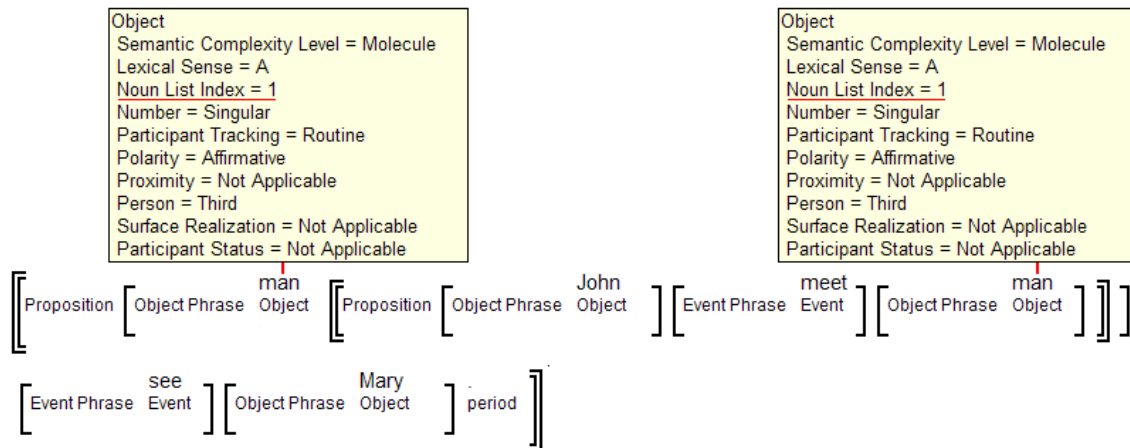 Object
Semantic Complexity Level = Molecule
Lexical Sense = A
Noun List Index = 1
Number = Singular
Participant Tracking = Routine
Polarity = Affirmative
Proximity = Not Applicable
Person = Third
Surface Realization = Not Applicable
Participant Status = Not Applicable
Object
Semantic Complexity Level = Molecule
Lexical Sense = A
Noun List Index = 1
Number = Singular
Participant Tracking = Routine
Polarity = Affirmative
Proximity = Not Applicable
Person = Third
Surface Realization = Not Applicable
Participant Status = Not Applicable
man John meet man
[[Proposition [Object Phrase Object [[Proposition [Object Phrase Object ] [Event Phrase Event ] [Object Phrase Object ] ]] ]
see Mary .
[Event Phrase Event ] [Object Phrase Object ] period ]]